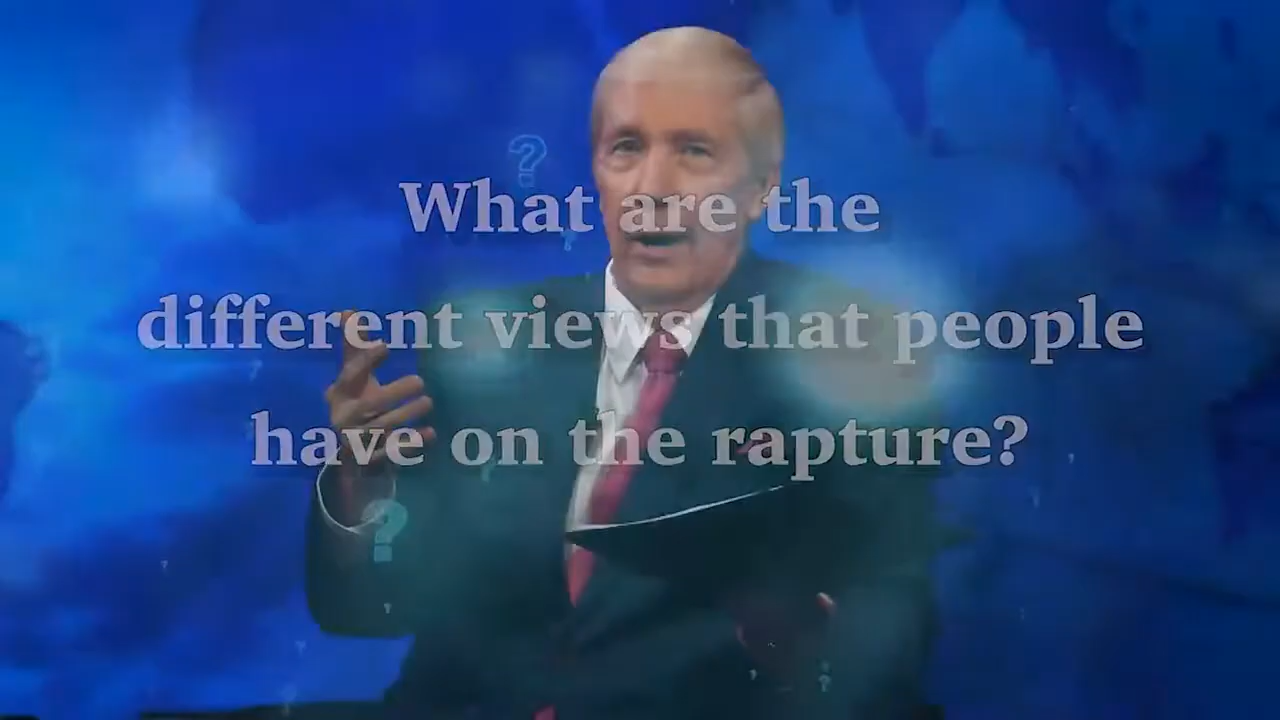 What are the
different views that people
have on the rapture?